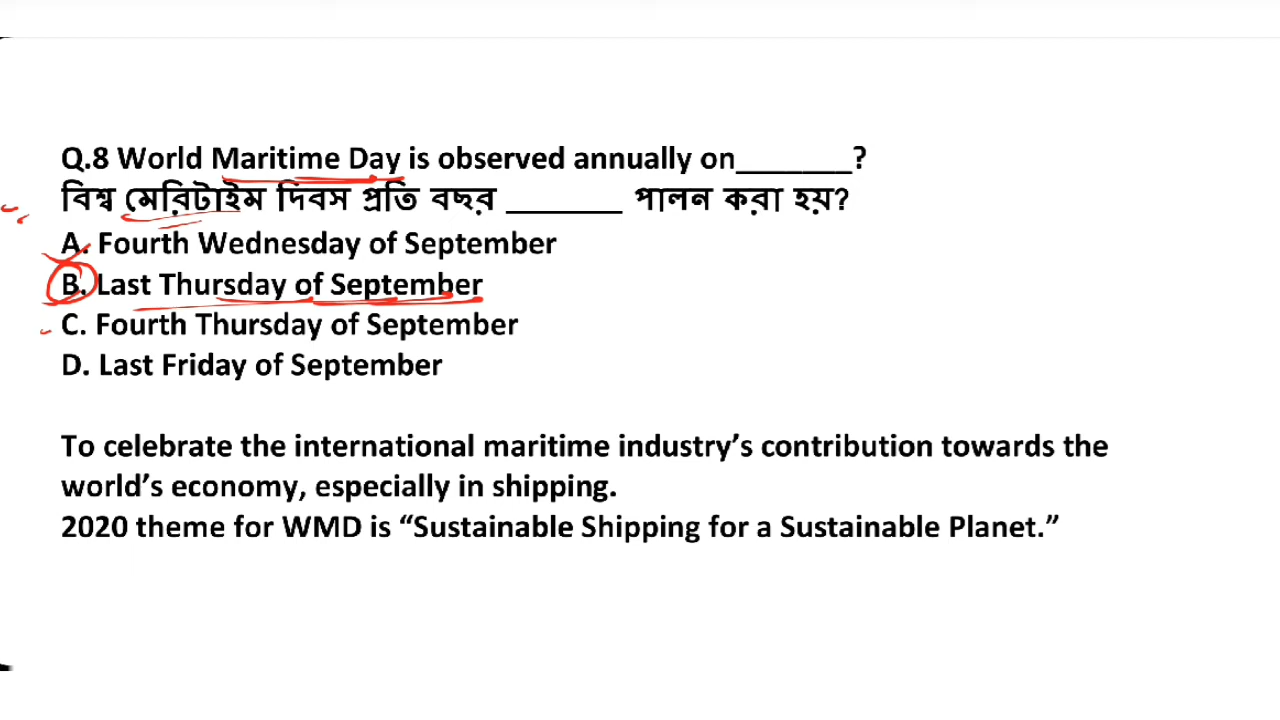 Q.8 World Maritime Day is observed annually on_______?
বিশ্ব মেরিটাইম দিবস প্রতি বছর _______ পালন করা হয়?
A. Fourth Wednesday of September
B. Last Thursday of September
C. Fourth Thursday of September
D. Last Friday of September
To celebrate the international maritime industry’s contribution towards the
world’s economy, especially in shipping.
2020 theme for WMD is “Sustainable Shipping for a Sustainable Planet.”